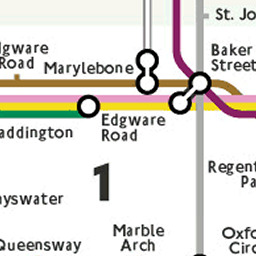 St. Jo
dgware
Road
Marylebone
Baker
Street
addington
Edgware
Road
1
Regent
Pa
yswater
Queensway
Marble
Arch
Oxfo
Circ